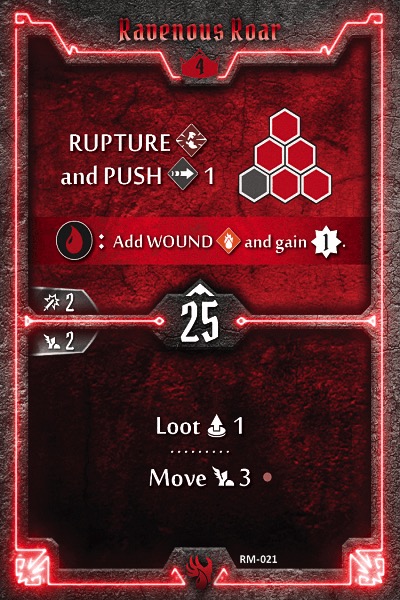 Ravenous Roar
4
RUPTURE
and PUSH 1
: Add WOUND and gain 1.
2
25
2
Loot 1
Move 3
RM-021